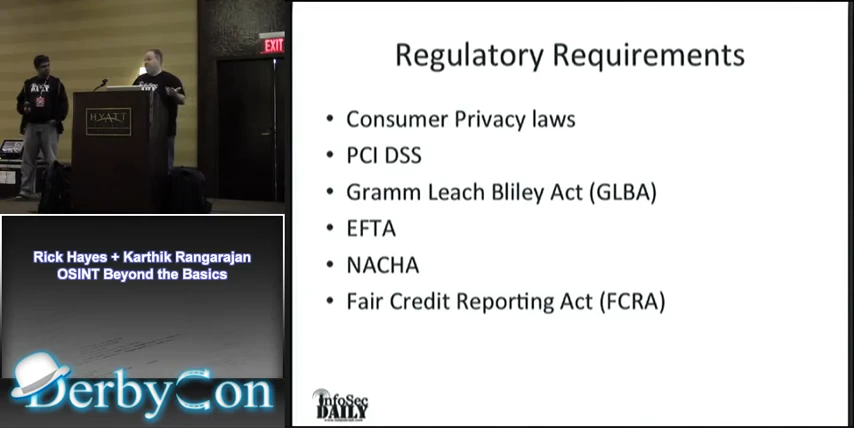 EXIT
HYATT
Rick Hayes + Karthik Rangarajan
OSINT Beyond the Basics
DerbyCon
Regulatory Requirements
• Consumer Privacy laws
• PCI DSS
• Gramm Leach Bliley Act (GLBA)
• EFTA
• NACHA
• Fair Credit Reporting Act (FCRA)
InfoSec
DAILY